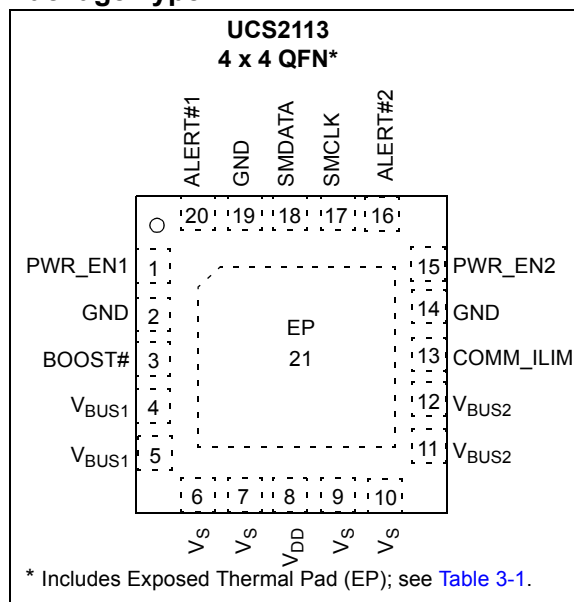 UCS2113
4 x 4 QFN*
ALERT#1
GND
SMDATA
SMCLK
ALERT#2
20 19 18 17 16
PWR_EN1 1
GND 2
BOOST# 3
VBUS1 4
VBUS1 5
EP
21
15 PWR_EN2
14 GND
13 COMM_ILIM
12 VBUS2
11 VBUS2
6 7 8 9 10
VS
VS
VDD
VS
VS
* Includes Exposed Thermal Pad (EP); see Table 3-1.